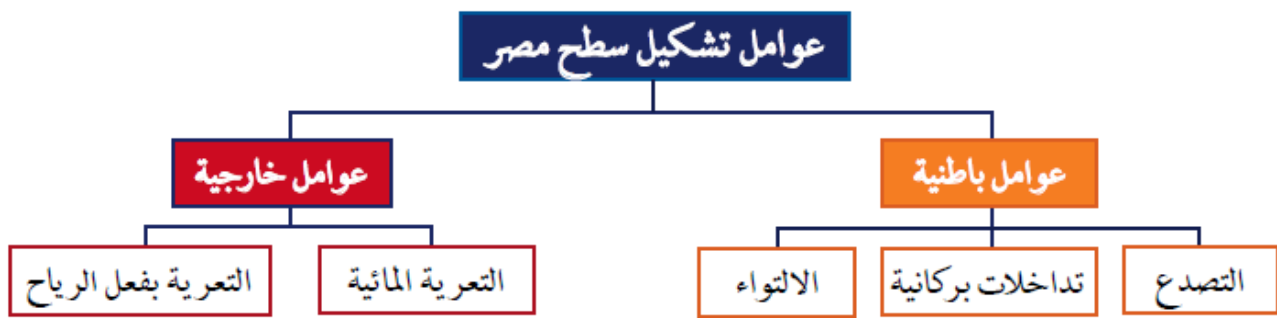 عوامل تشكيل سطح مصر
عوامل باطنية
عوامل خارجية
التصدع
تداخلات بركانية
الالتواء
التعرية المائية
التعرية بفعل الرياح